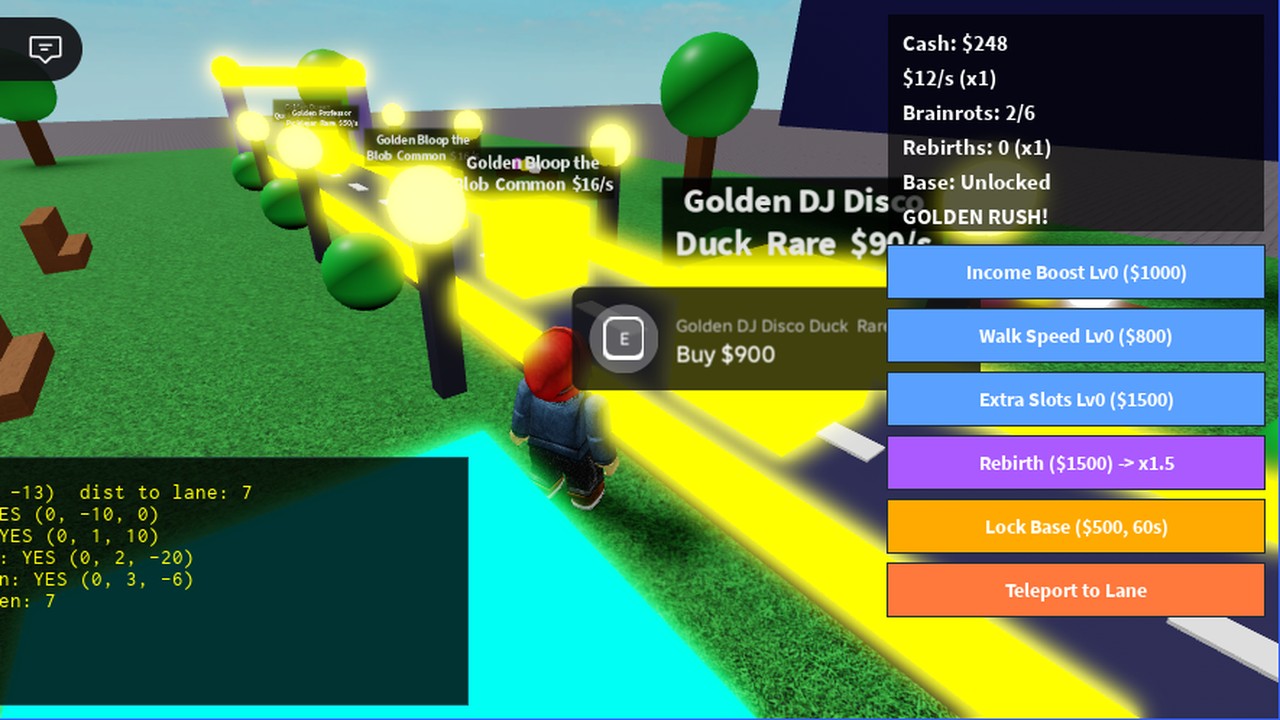 Cash: $248
$12/s (x1)
Brainrots: 2/6
Rebirths: 0 (x1)
Base: Unlocked
GOLDEN RUSH!
Golden Professor
Rare $50/s
Golden Bloop the
Blob Common
Golden Bloop the
Blob Common $16/s
Golden DJ Disco
Duck Rare $90/s
E
Golden DJ Disco Duck Rare
Buy $900
Income Boost Lv0 ($1000)
Walk Speed Lv0 ($800)
Extra Slots Lv0 ($1500)
Rebirth ($1500) -> x1.5
Lock Base ($500, 60s)
Teleport to Lane
-13) dist to lane: 7
ES (0, -10, 0)
YES (0, 1, 10)
: YES (0, 2, -20)
n: YES (0, 3, -6)
en: 7